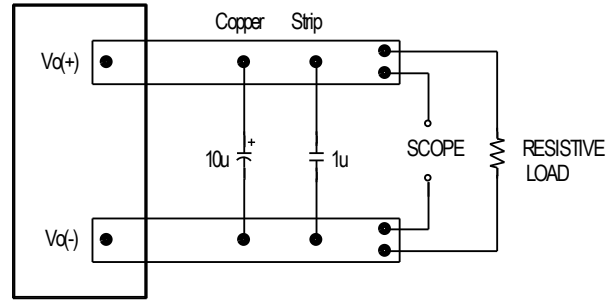 Copper Strip
Vo(+)
+
10u
1u
SCOPE
RESISTIVE
LOAD
Vo(-)